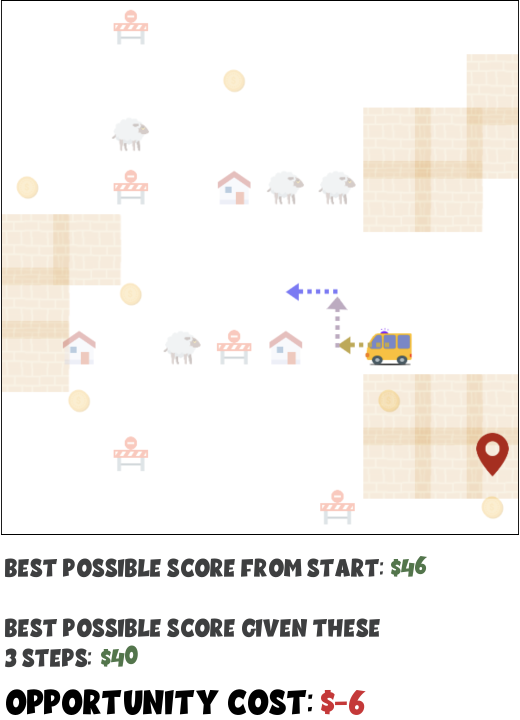 BEST POSSIBLE SCORE FROM START: $46
BEST POSSIBLE SCORE GIVEN THESE
3 STEPS: $40
OPPORTUNITY COST: $-6